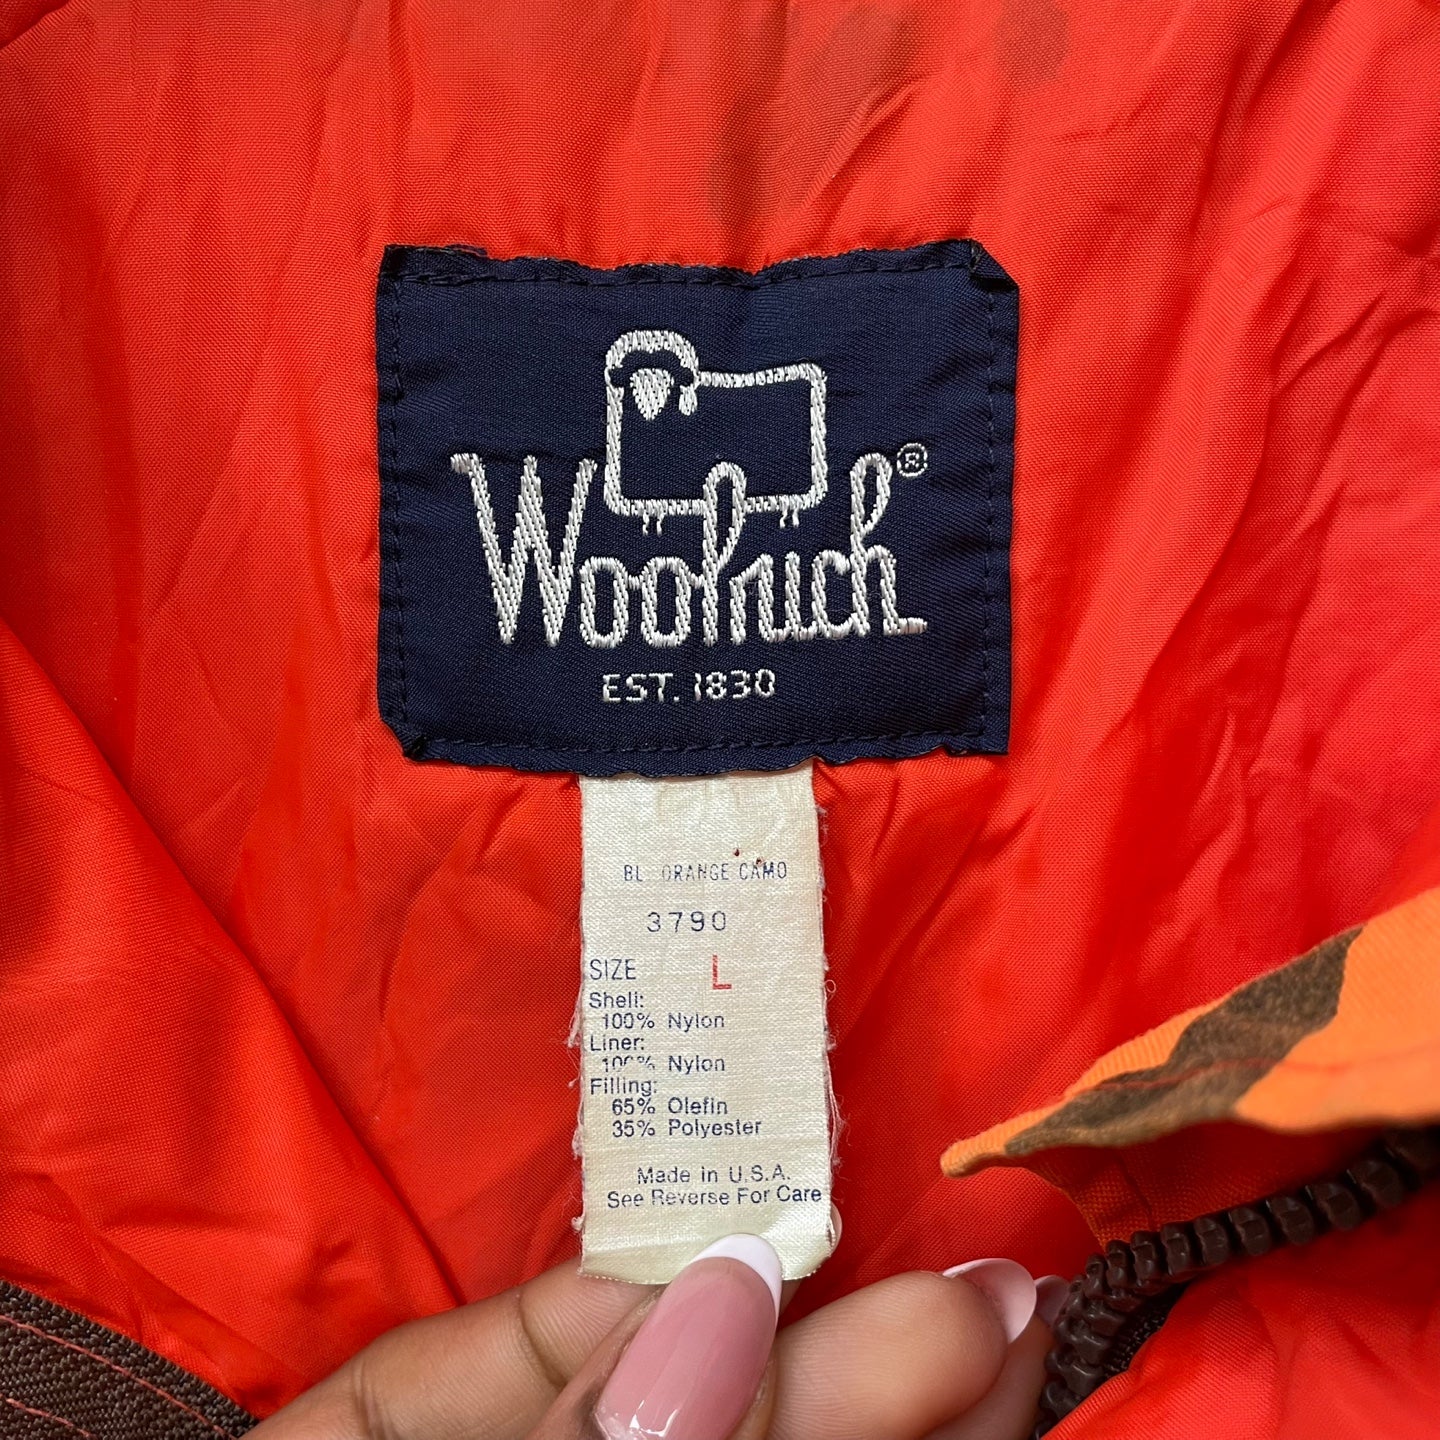 Woolrich®
EST. 1830
BL ORANGE CAMO
3790
SIZE L
Shell:
100% Nylon
Liner:
100% Nylon
Filling:
65% Olefin
35% Polyester
Made in U.S.A.
See Reverse For Care